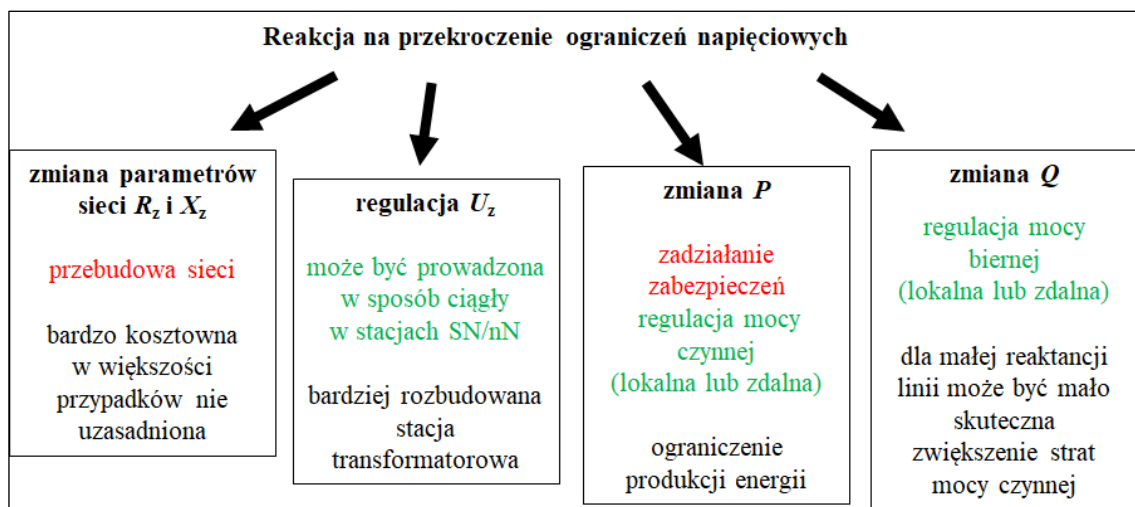 Reakcja na przekroczenie ograniczeń napięciowych
zmiana parametrów
sieci Rz i Xz
przebudowa sieci
bardzo kosztowna
w większości
przypadków nie
uzasadniona
regulacja Uz
może być prowadzona
w sposób ciągły
w stacjach SN/nN
bardziej rozbudowana
stacja
transformatorowa
zmiana P
zadziałanie
zabezpieczeń
regulacja mocy
czynnej
(lokalna lub zdalna)
ograniczenie
produkcji energii
zmiana Q
regulacja mocy
biernej
(lokalna lub zdalna)
dla małej reaktancji
linii może być mało
skuteczna
zwiększenie strat
mocy czynnej